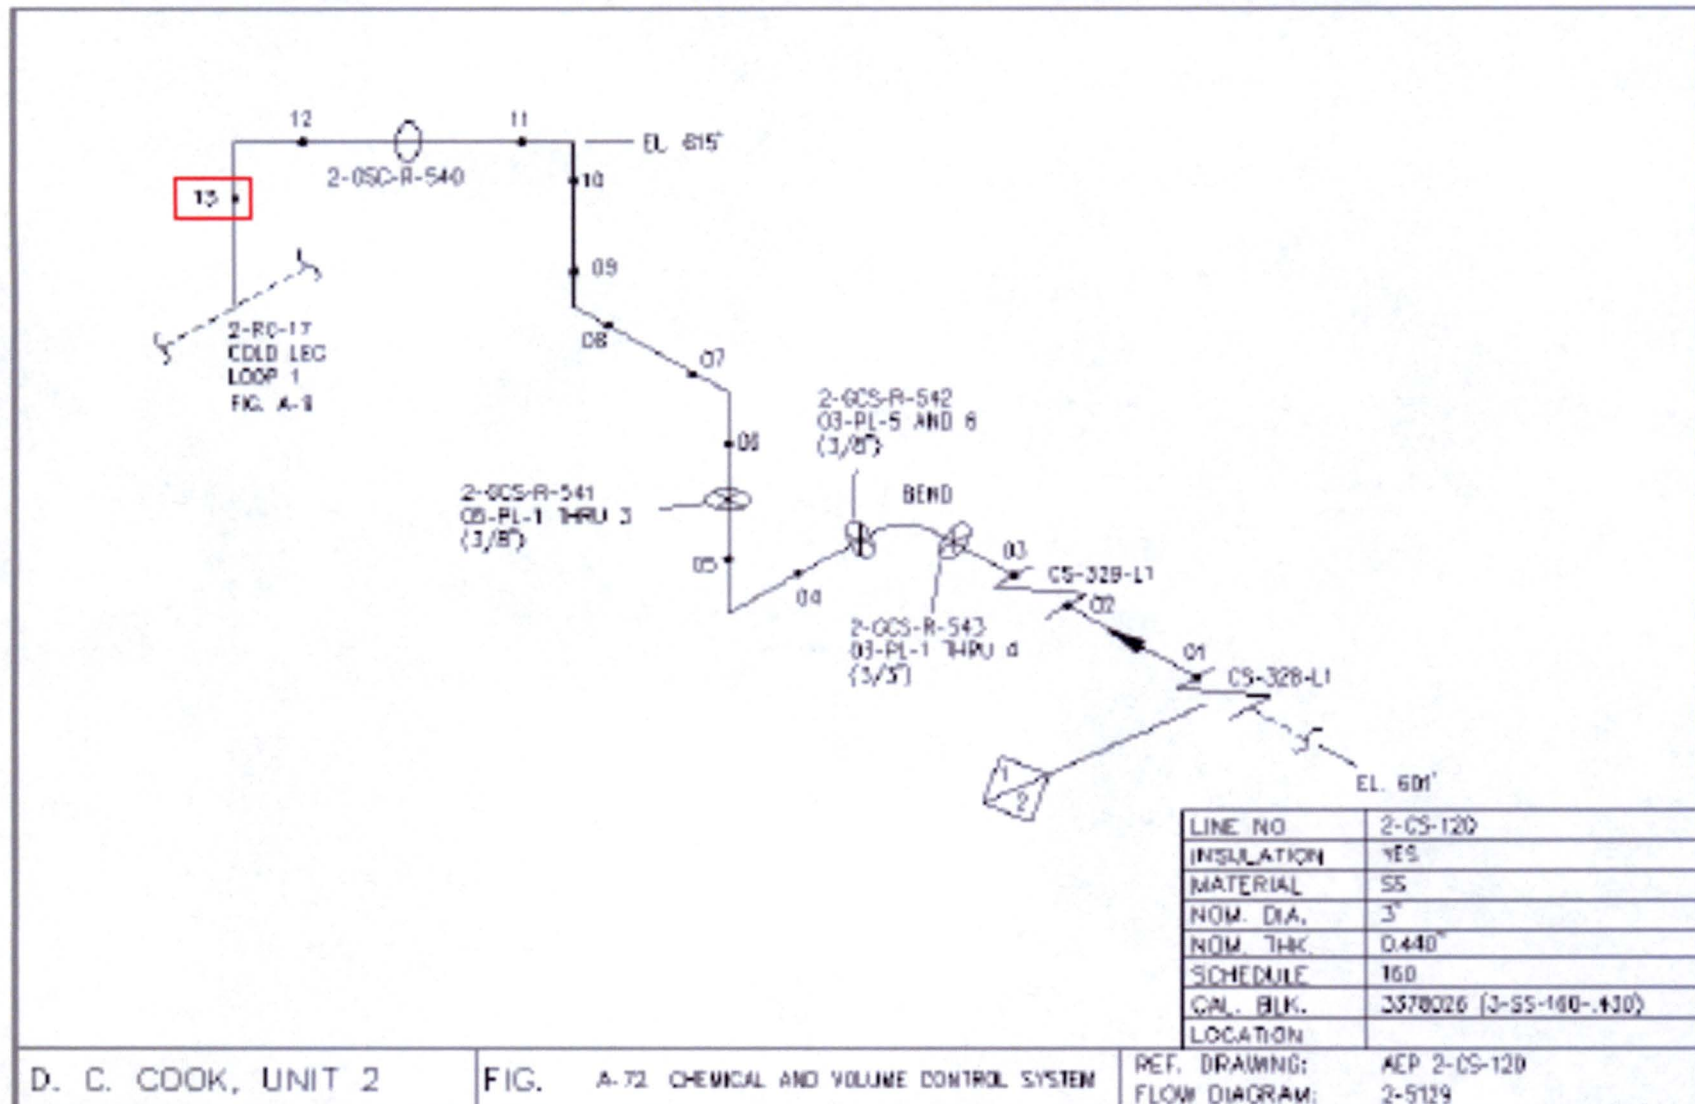 12
11
EL 615'
2-GSC-R-540
13
10
09
2-RC-17
COLD LEG
LOOP 1
FIG. A-9
08
07
2-GCS-R-542
03-PL-5 AND 6
(3/8")
06
2-GCS-R-541
05-PL-1 THRU 3
(3/8")
BEND
05
03
CS-329-L1
04
02
2-GCS-R-543
03-PL-1 THRU 4
01
CS-328-L1
1
2
EL. 601'
LINE NO 2-CS-120
INSULATION YES
MATERIAL SS
NOM. DIA. 3"
NOM. THK. 0.440"
SCHEDULE 160
CAL. BLK.
LOCATION
D. C. COOK, UNIT 2
FIG. A-72 CHEMICAL AND VOLUME CONTROL SYSTEM
REF. DRAWING: AEP 2-CS-120
FLOW DIAGRAM: 2-5129